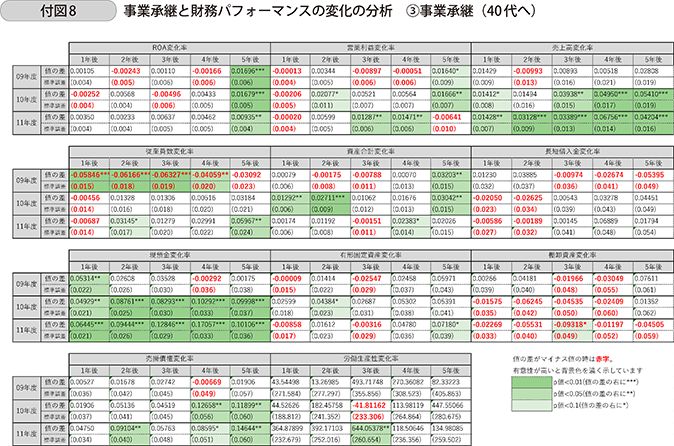 付図8 事業承継と財務パフォーマンスの変化の分析 ③事業承継（40代へ）
ROA変化率 営業利益変化率 売上高変化率
1年後 2年後 3年後 4年後 5年後 1年後 2年後 3年後 4年後 5年後 1年後 2年後 3年後 4年後 5年後
09年度 値の差 0.00105 -0.00243 0.00110 -0.00166 0.01696*** -0.00013 0.00344 -0.00897 -0.00051 0.01640* 0.01429 -0.00993 0.00893 0.00518 0.02808
標準誤差 (0.004) (0.005) (0.005) (0.006) (0.006) (0.004) (0.005) (0.006) (0.006) (0.009) (0.009) (0.013) (0.016) (0.021) (0.021)
10年度 値の差 -0.00252 0.00568 -0.00496 0.00433 0.01679*** -0.00206 0.02077* 0.00521 0.00564 0.01666** 0.01412* 0.01494 0.03938** 0.04950*** 0.05410***
標準誤差 (0.004) (0.004) (0.006) (0.005) (0.005) (0.005) (0.011) (0.007) (0.007) (0.007) (0.008) (0.012) (0.015) (0.017) (0.019)
11年度 値の差 0.00350 0.00233 0.00637 0.00462 0.00935** -0.00020 0.00599 0.01287** 0.01471** -0.00641 0.01428** 0.03128*** 0.03389*** 0.06756*** 0.04204***
標準誤差 (0.004) (0.004) (0.004) (0.005) (0.004) (0.004) (0.005) (0.006) (0.006) (0.010) (0.007) (0.009) (0.013) (0.014) (0.016)
従業員数変化率 資産合計変化率 長短借入金変化率
1年後 2年後 3年後 4年後 5年後 1年後 2年後 3年後 4年後 5年後 1年後 2年後 3年後 4年後 5年後
09年度 値の差 -0.05846*** -0.06166*** -0.06327*** -0.04059** -0.03092 0.00079 -0.00175 -0.00788 0.00070 0.03203** 0.01230 0.03885 -0.00974 -0.02674 -0.05395
標準誤差 (0.015) (0.018) (0.019) (0.020) (0.023) (0.006) (0.008) (0.011) (0.013) (0.015) (0.032) (0.037) (0.036) (0.041) (0.049)
10年度 値の差 -0.00456 0.01328 0.01306 0.00516 0.03184 0.01292** 0.02711*** 0.00205 0.01676 0.03042** -0.02050 -0.02625 0.00543 0.03278 0.04451
標準誤差 (0.014) (0.016) (0.018) (0.020) (0.021) (0.006) (0.009) (0.012) (0.013) (0.015) (0.023) (0.034) (0.039) (0.043) (0.049)
11年度 値の差 -0.00687 0.03145* 0.01279 0.02991 0.05967** 0.00174 0.01192 -0.00151 0.02383** 0.02026 -0.00586 -0.00189 0.00145 0.06889 0.01794
標準誤差 (0.014) (0.017) (0.020) (0.022) (0.024) (0.006) (0.008) (0.011) (0.014) (0.015) (0.027) (0.032) (0.041) (0.048) (0.051)
現預金変化率 有形固定資産変化率 棚卸資産変化率
1年後 2年後 3年後 4年後 5年後 1年後 2年後 3年後 4年後 5年後 1年後 2年後 3年後 4年後 5年後
09年度 値の差 0.05314** 0.02608 0.03528 -0.00292 0.00175 -0.00009 0.01414 -0.02547 0.02458 0.05971 0.00266 0.02891 -0.01966 -0.03049 0.07611
標準誤差 (0.022) (0.026) (0.030) (0.036) (0.038) (0.015) (0.022) (0.029) (0.037) (0.043) (0.039) (0.040) (0.048) (0.055) (0.061)
10年度 値の差 0.04929** 0.08761*** 0.08293*** 0.10292*** 0.09998*** 0.02599 0.04384* 0.02687 0.05302 0.05391 -0.01575 -0.06245 -0.04535 -0.02409 0.01352
標準誤差 (0.021) (0.025) (0.030) (0.033) (0.037) (0.018) (0.024) (0.029) (0.034) (0.039) (0.035) (0.042) (0.050) (0.060) (0.062)
11年度 値の差 0.06445*** 0.09444*** 0.12846*** 0.17057*** 0.10106*** -0.00858 0.01612 -0.00316 0.04780 0.07180* -0.02269 -0.05531 -0.09318* -0.01197 -0.04505
標準誤差 (0.021) (0.026) (0.030) (0.033) (0.036) (0.017) (0.023) (0.029) (0.036) (0.039) (0.033) (0.040) (0.049) (0.052) (0.059)
売掛債権変化率 労働生産性変化率
1年後 2年後 3年後 4年後 5年後 1年後 2年後 3年後 4年後 5年後
09年度 値の差 0.00527 0.01678 0.02742 -0.00669 0.01906 43.54498 13.26985 493.71748 270.36082 82.33223
標準誤差 (0.037) (0.036) (0.045) (0.049) (0.057) (271.584) (277.297) (355.856) (308.523) (405.863)
10年度 値の差 0.01906 0.05136 0.04519 0.12658** 0.11899** 44.52626 182.45758 -41.81162 113.98119 447.55066
標準誤差 (0.037) (0.041) (0.045) (0.056) (0.060) (188.812) (241.352) (233.306) (264.864) (280.675)
11年度 値の差 0.04750 0.09104** 0.05763 0.08595* 0.14644** 364.87899 392.17103 644.05378** 118.50646 134.98085
標準誤差 (0.034) (0.040) (0.043) (0.051) (0.060) (232.679) (252.016) (260.654) (236.356) (259.502)
値の差がマイナス値の時は赤字。
有意性が高いと背景色を濃く示しています
p値<0.01(値の差の右に***)
p値<0.05(値の差の右に**)
p値<0.1(値の差の右に*)